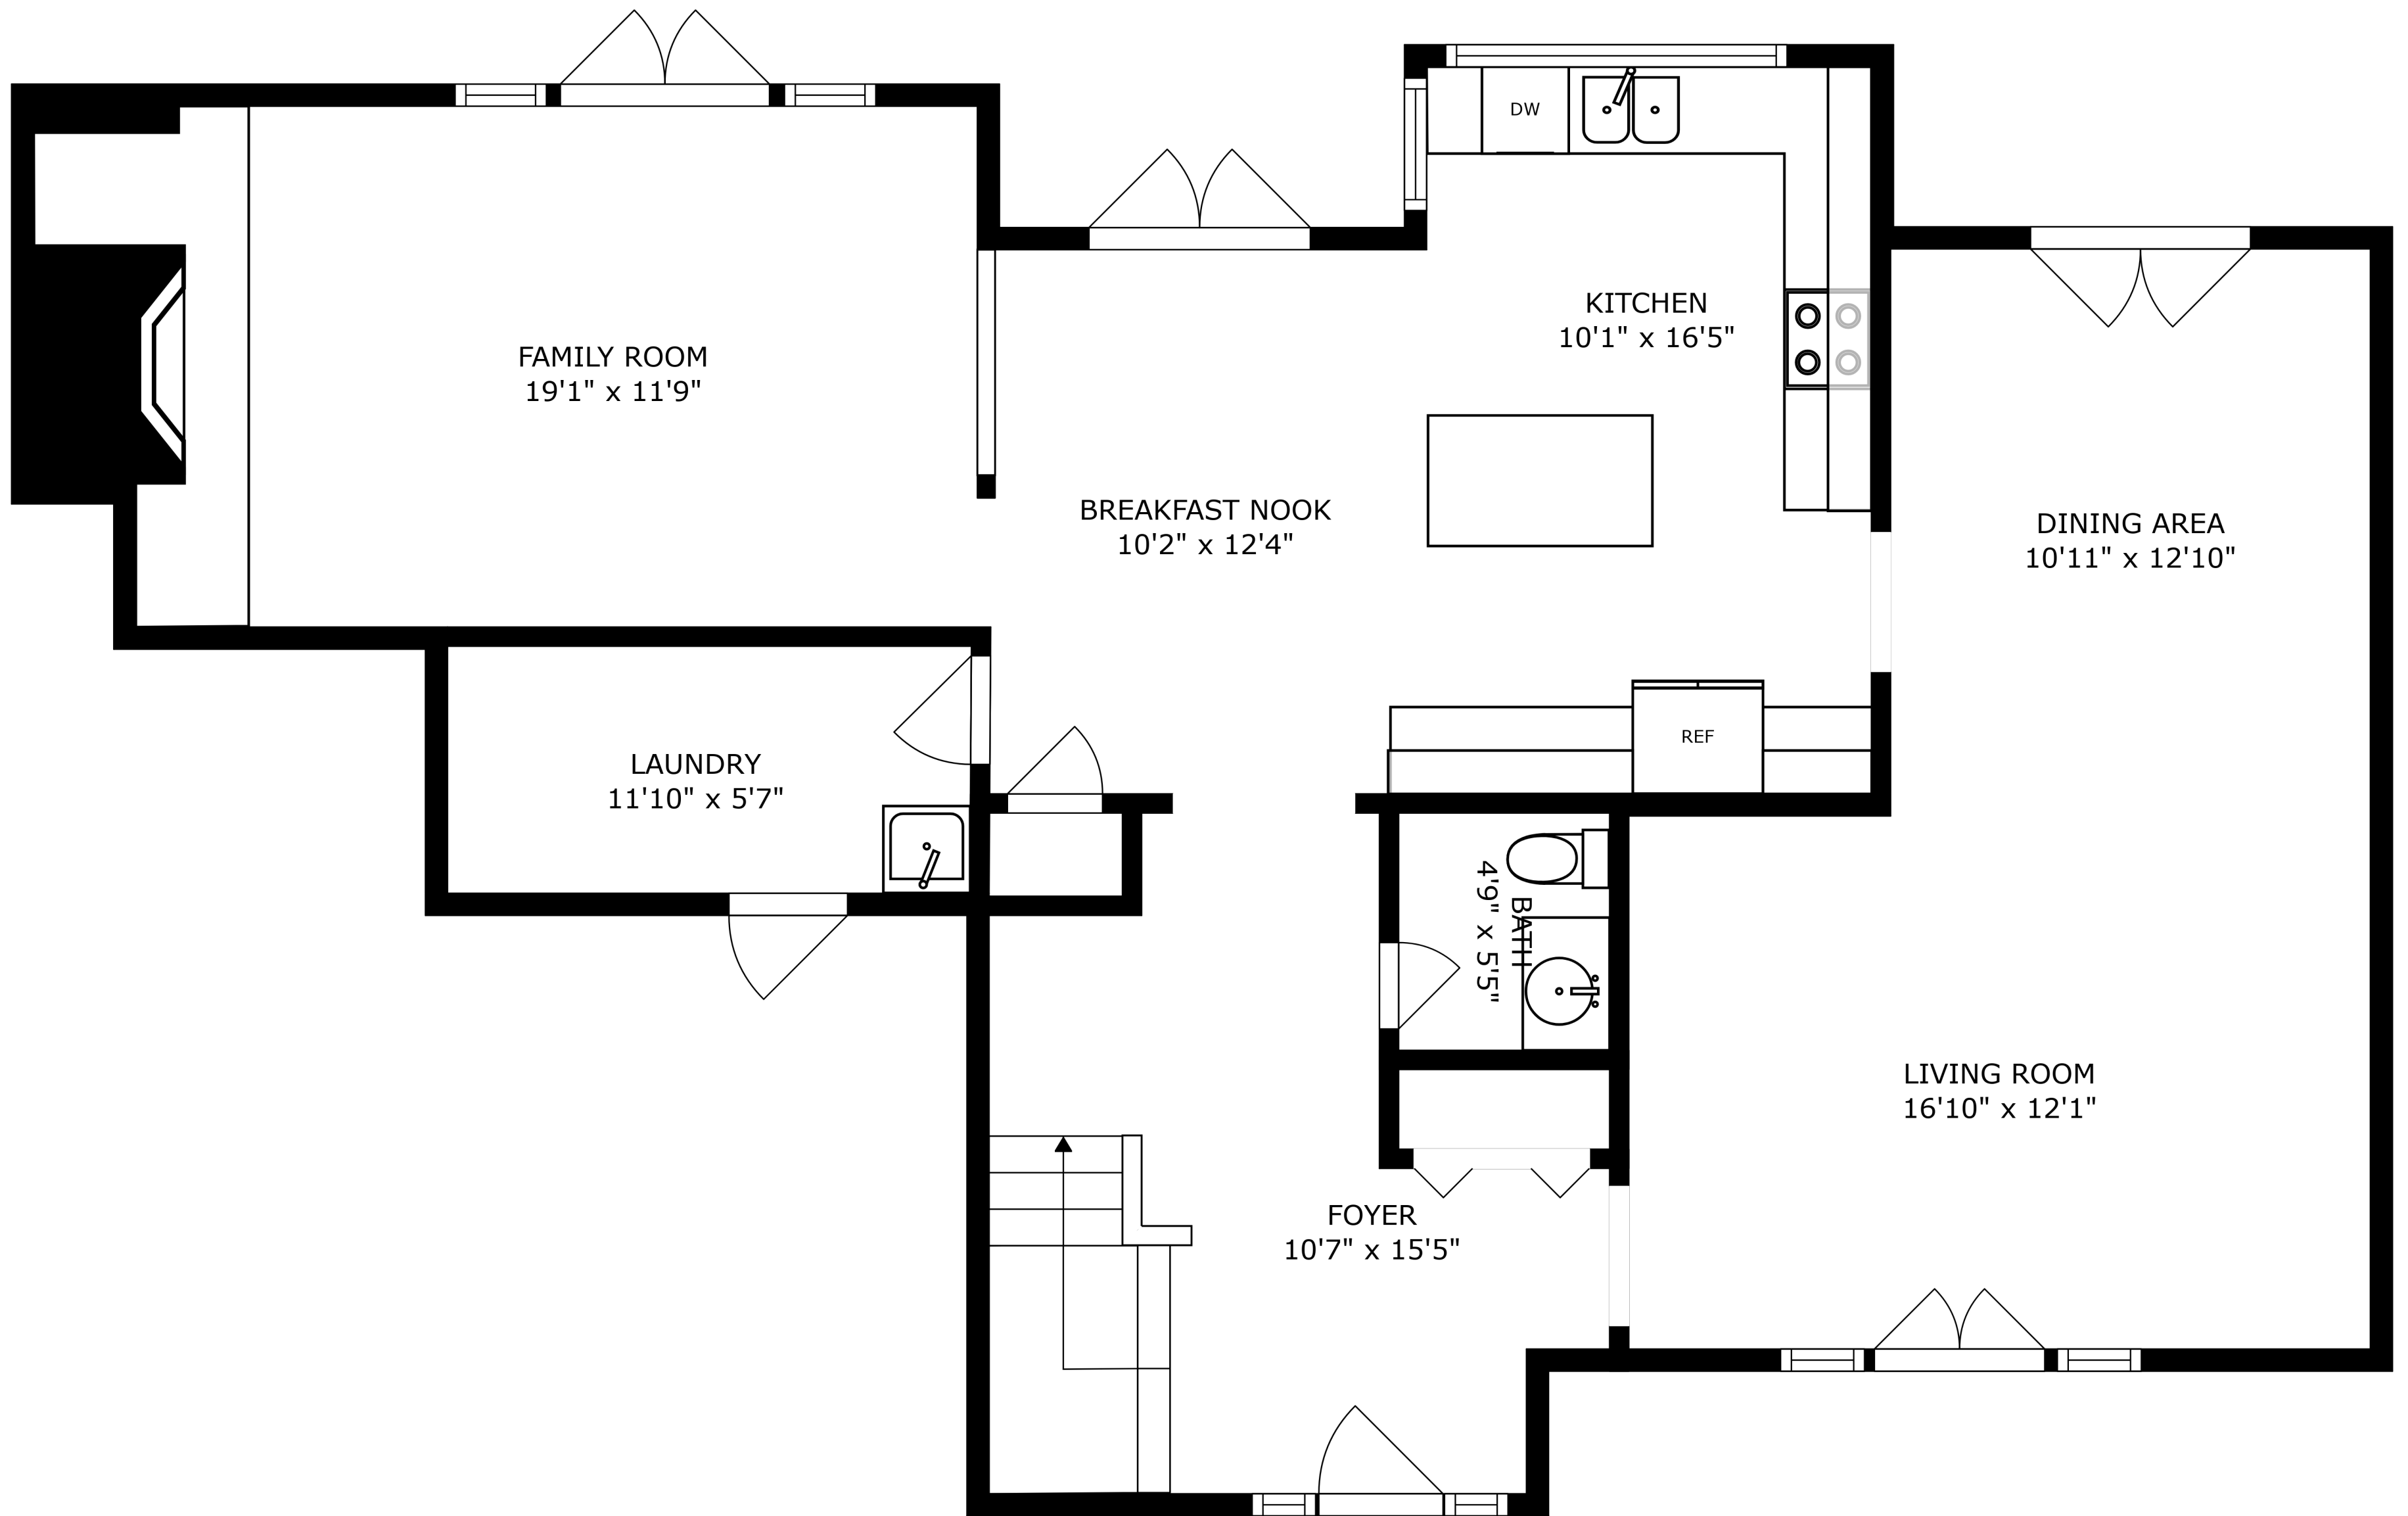 DW
KITCHEN
10'1" x 16'5"
FAMILY ROOM
19'1" x 11'9"
BREAKFAST NOOK
10'2" x 12'4"
DINING AREA
10'11" x 12'10"
REF
LAUNDRY
11'10" x 5'7"
BATH
4'9" x 5'5"
LIVING ROOM
16'10" x 12'1"
FOYER
10'7" x 15'5"